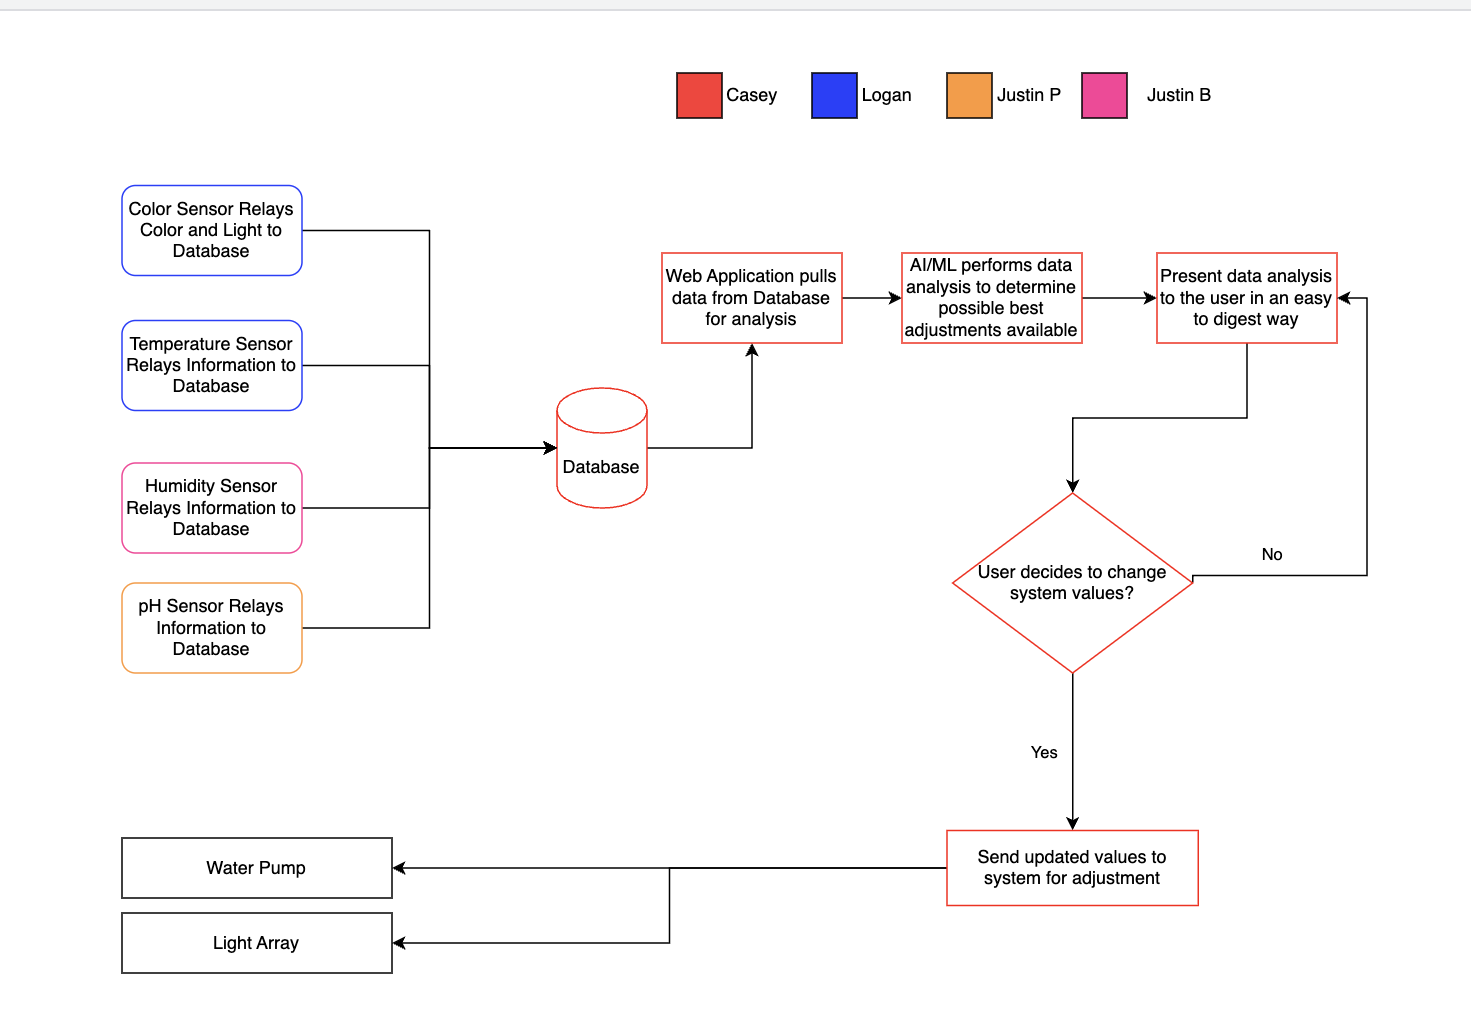 Casey
Logan
Justin P
Justin B
Color Sensor Relays
Color and Light to
Database
Temperature Sensor
Relays Information to
Database
Humidity Sensor
Relays Information to
Database
pH Sensor Relays
Information to
Database
Database
Web Application pulls
data from Database
for analysis
AI/ML performs data
analysis to determine
possible best
adjustments available
Present data analysis
to the user in an easy
to digest way
User decides to change
system values?
No
Yes
Send updated values to
system for adjustment
Water Pump
Light Array